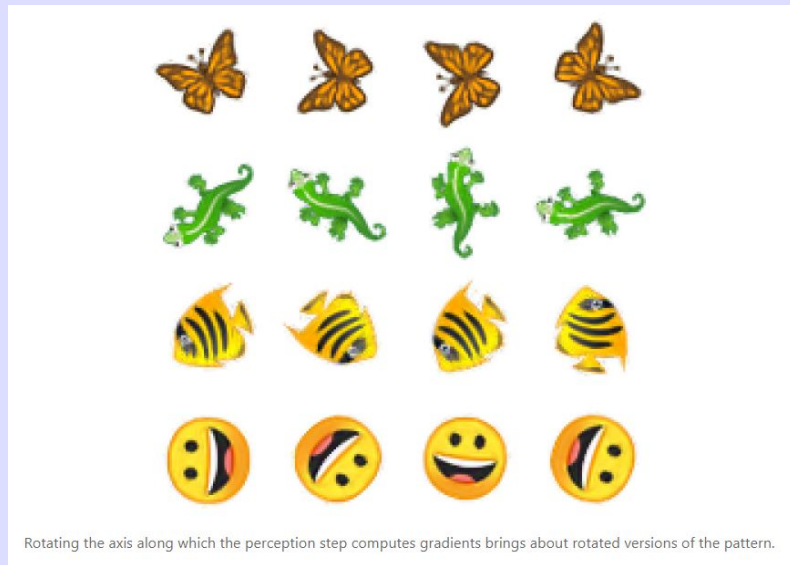 Rotating the axis along which the perception step computes gradients brings about rotated versions of the pattern.